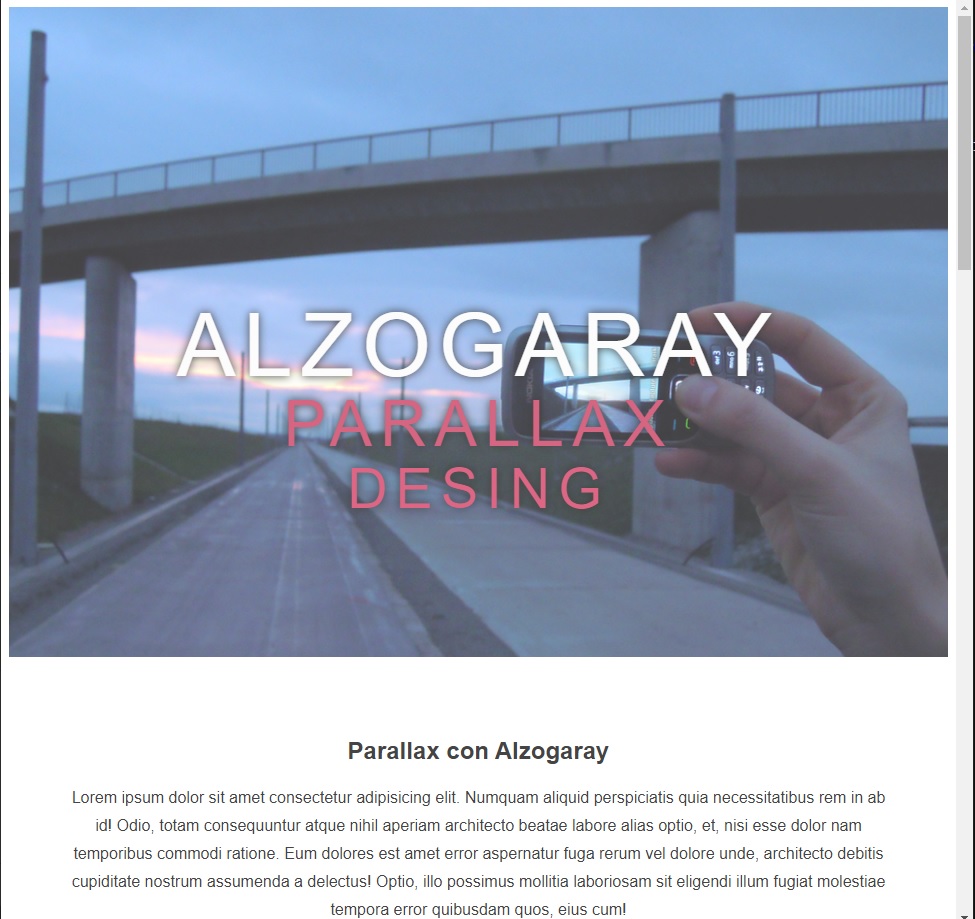 ALZOGARAY
PARALLAX
DESING
Parallax con Alzogaray
Lorem ipsum dolor sit amet consectetur adipisicing elit. Numquam aliquid perspiciatis quia necessitatibus rem in ab
id! Odio, totam consequuntur atque nihil aperiam architecto beatae labore alias optio, et, nisi esse dolor nam
temporibus commodi ratione. Eum dolores est amet error aspernatur fuga rerum vel dolore unde, architecto debitis
cupiditate nostrum assumenda a delectus! Optio, illo possimus mollitia laboriosam sit eligendi illum fugiat molestiae
tempora error quibusdam quos, eius cum!